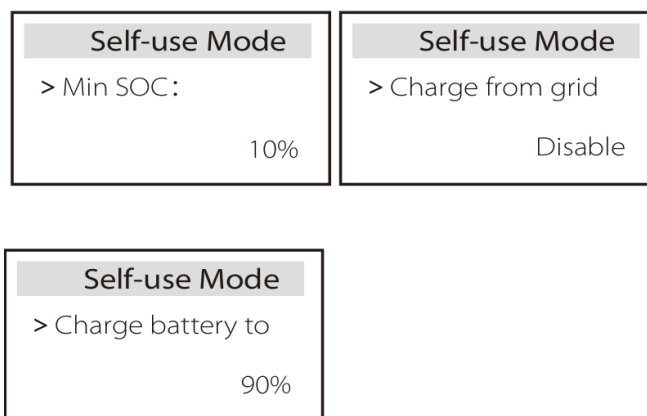 Self-use Mode
> Min SOC:
10%
Self-use Mode
> Charge from grid
Disable
Self-use Mode
> Charge battery to
90%